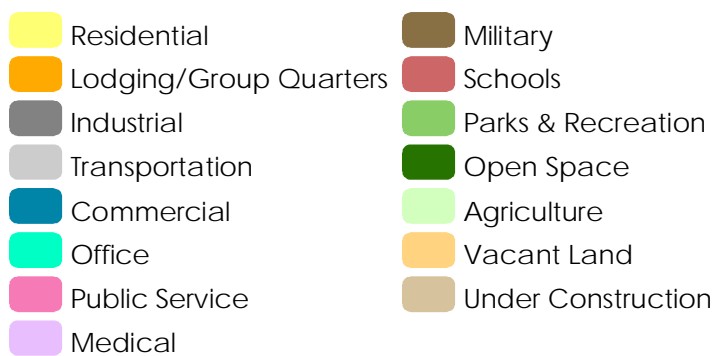 Residential
Lodging/Group Quarters
Industrial
Transportation
Commercial
Office
Public Service
Medical
Military
Schools
Parks & Recreation
Open Space
Agriculture
Vacant Land
Under Construction